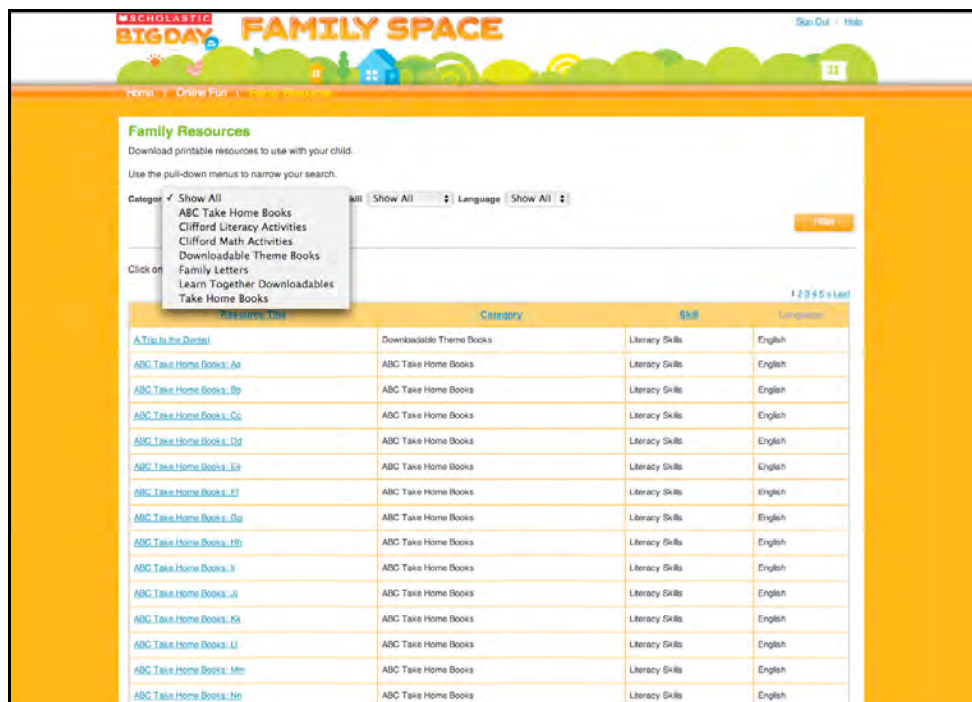 SCHOLASTIC
BIG DAY FAMILY SPACE
Sign Out Help
Home | Online Fun | Family Resources
Family Resources
Download printable resources to use with your child.
Use the pull-down menus to narrow your search.
Categor ✓ Show All kill Show All Language Show All
ABC Take Home Books
Clifford Literacy Activities
Clifford Math Activities
Downloadable Theme Books
Family Letters
Learn Together Downloadables
Take Home Books
Filter
Click on
1 2 3 4 5 » Last
Resource Title Category Skill Language
A Trip to the Dentist Downloadable Theme Books Literacy Skills English
ABC Take Home Books: Aa ABC Take Home Books Literacy Skills English
ABC Take Home Books: Bb ABC Take Home Books Literacy Skills English
ABC Take Home Books: Cc ABC Take Home Books Literacy Skills English
ABC Take Home Books: Dd ABC Take Home Books Literacy Skills English
ABC Take Home Books: Ee ABC Take Home Books Literacy Skills English
ABC Take Home Books: Ff ABC Take Home Books Literacy Skills English
ABC Take Home Books: Gg ABC Take Home Books Literacy Skills English
ABC Take Home Books: Hh ABC Take Home Books Literacy Skills English
ABC Take Home Books: Ii ABC Take Home Books Literacy Skills English
ABC Take Home Books: Jj ABC Take Home Books Literacy Skills English
ABC Take Home Books: Kk ABC Take Home Books Literacy Skills English
ABC Take Home Books: Ll ABC Take Home Books Literacy Skills English
ABC Take Home Books: Mm ABC Take Home Books Literacy Skills English
ABC Take Home Books: Nn ABC Take Home Books Literacy Skills English